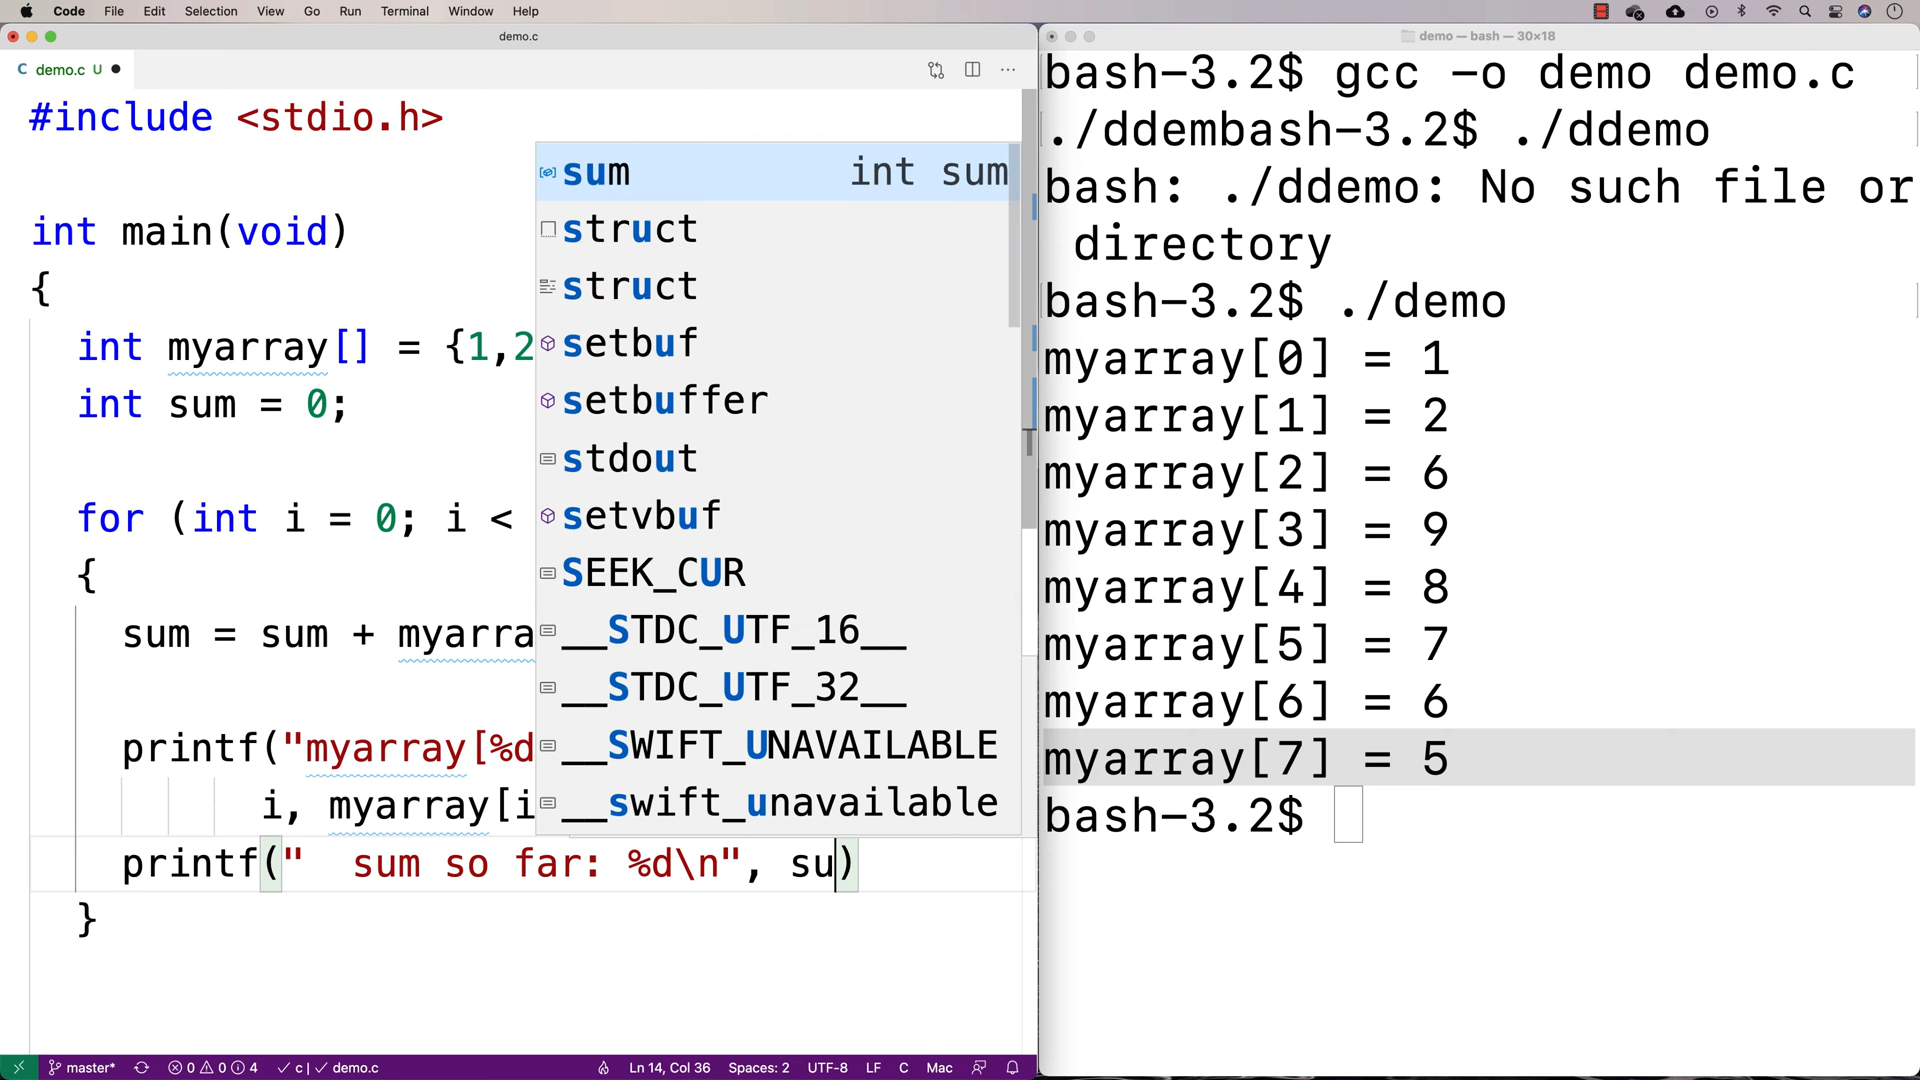 Code File Edit Selection View Go Run Terminal Window Help
demo.c
C demo.c U
#include <stdio.h>
int main(void)
{
int myarray[] = {1,2
int sum = 0;
for (int i = 0; i <
{
sum = sum + myarra
printf("myarray[%d
i, myarray[i
printf("  sum so far: %d\n", su)
}
sum int sum
struct
struct
setbuf
setbuffer
stdout
setvbuf
SEEK_CUR
__STDC_UTF_16__
__STDC_UTF_32__
__SWIFT_UNAVAILABLE
__swift_unavailable
master* 0 0 4 c | demo.c Ln 14, Col 36 Spaces: 2 UTF-8 LF C Mac
demo — bash — 30×18
bash-3.2$ gcc -o demo demo.c
./ddembash-3.2$ ./ddemo
bash: ./ddemo: No such file or
directory
bash-3.2$ ./demo
myarray[0] = 1
myarray[1] = 2
myarray[2] = 6
myarray[3] = 9
myarray[4] = 8
myarray[5] = 7
myarray[6] = 6
myarray[7] = 5
bash-3.2$